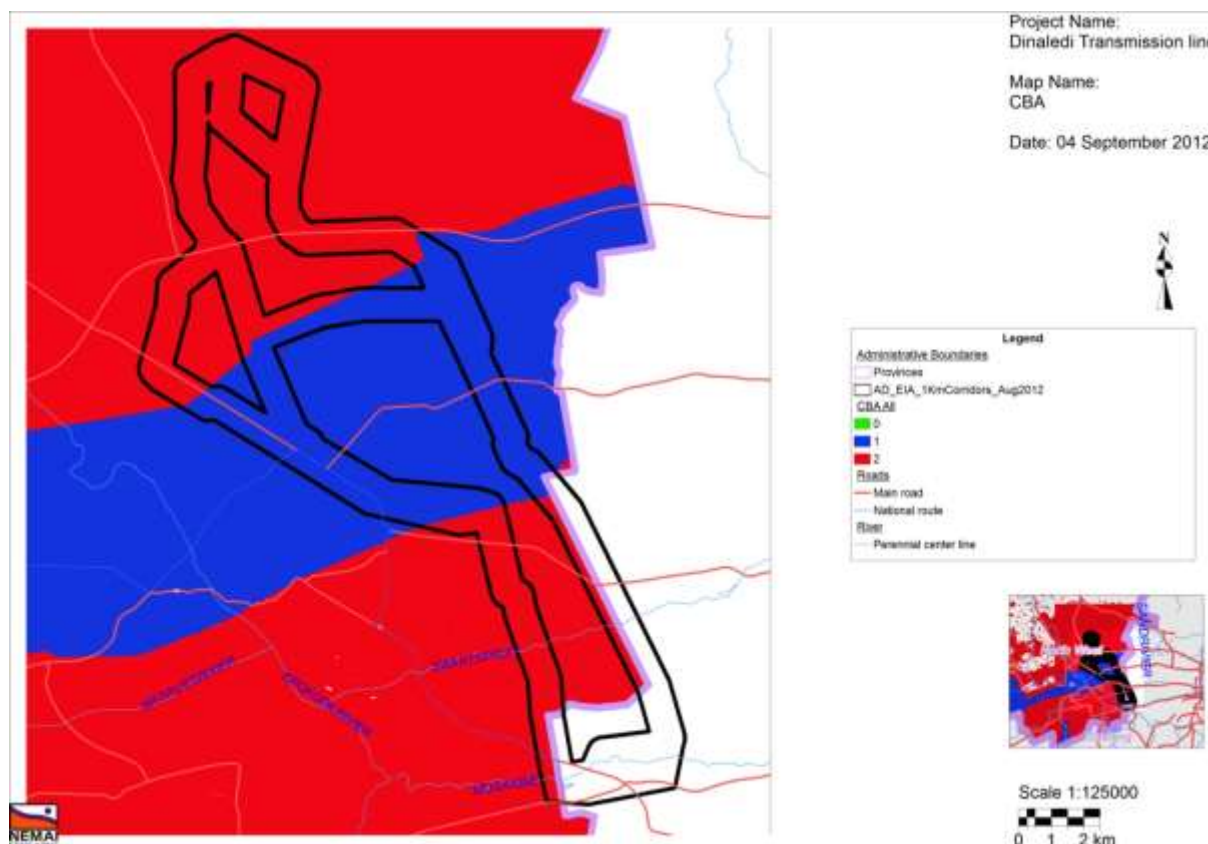 Project Name:
Dinaledi Transmission line
Map Name:
CBA
Date: 04 September 2012
N
Legend
Administrative Boundaries
Provinces
AD_EIA_1KmCorridors_Aug2012
CBA All
0
1
2
Roads
Main road
National route
River
Perennial center line
Scale 1:125000
0 1 2 km
NEMAI